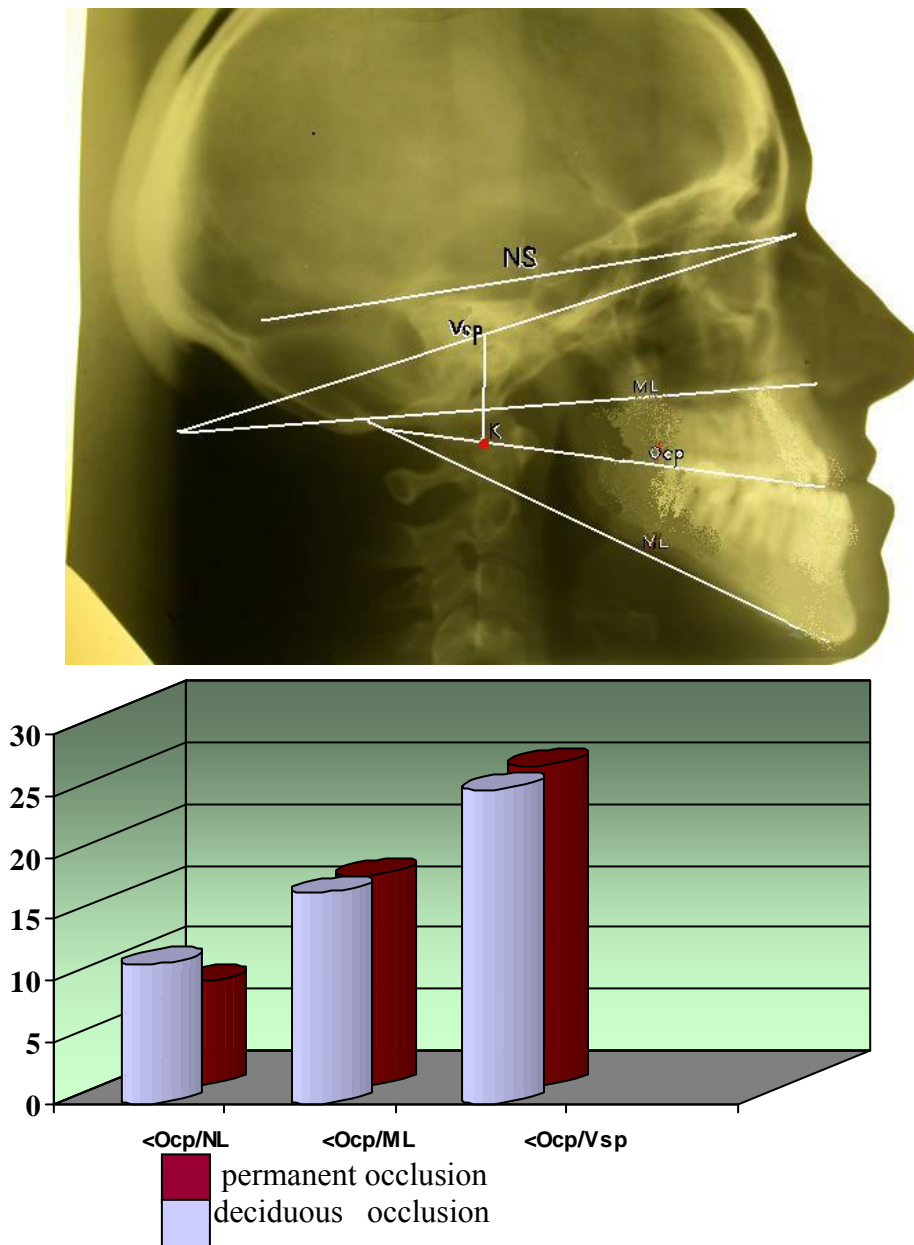 NS
Vsp
ML
K
Ocp
ML
30
25
20
15
10
5
0
<Ocp/NL <Ocp/ML <Ocp/Vsp
permanent occlusion
deciduous occlusion